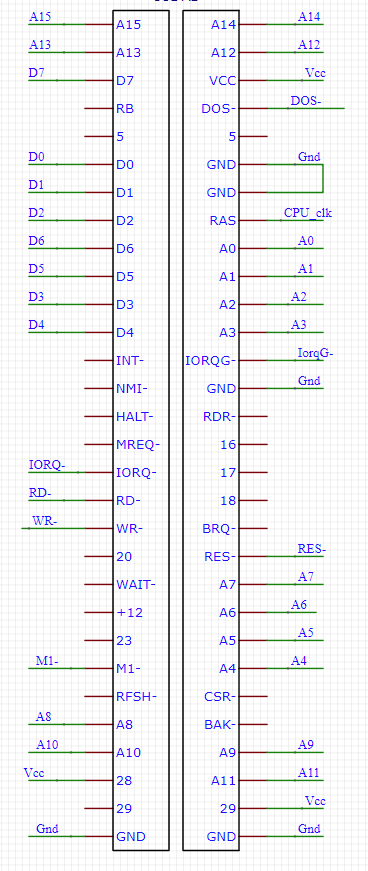 A15 A15 A14 A14
A13 A13 A12 A12
D7 D7 VCC Vcc
RB DOS- DOS-
5 5
D0 D0 GND Gnd
D1 D1 GND
D2 D2 RAS CPU_clk
D6 D6 A0 A0
D5 D5 A1 A1
D3 D3 A2 A2
D4 D4 A3 A3
INT- IORQG- IorqG-
NMI- GND Gnd
HALT- RDR-
MREQ- 16
IORQ- IORQ- 17
RD- RD- 18
WR- WR- BRQ-
20 RES- RES-
WAIT- A7 A7
+12 A6 A6
23 A5 A5
M1- M1- A4 A4
RFSH- CSR-
A8 A8 BAK-
A10 A10 A9 A9
Vcc 28 A11 A11
29 29 Vcc
Gnd GND GND Gnd